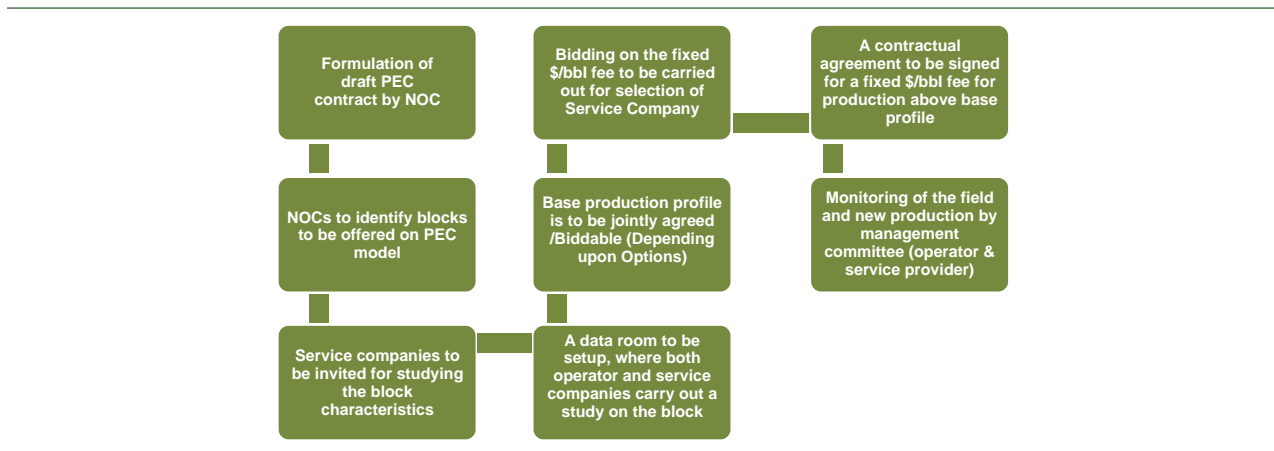 Formulation of
draft PEC
contract by NOC
NOCs to identify blocks
to be offered on PEC
model
Service companies to
be invited for studying
the block
characteristics
A data room to be
setup, where both
operator and service
companies carry out a
study on the block
Base production profile
is to be jointly agreed
/Biddable (Depending
upon Options)
Bidding on the fixed
$/bbl fee to be carried
out for selection of
Service Company
A contractual
agreement to be signed
for a fixed $/bbl fee for
production above base
profile
Monitoring of the field
and new production by
management
committee (operator &
service provider)